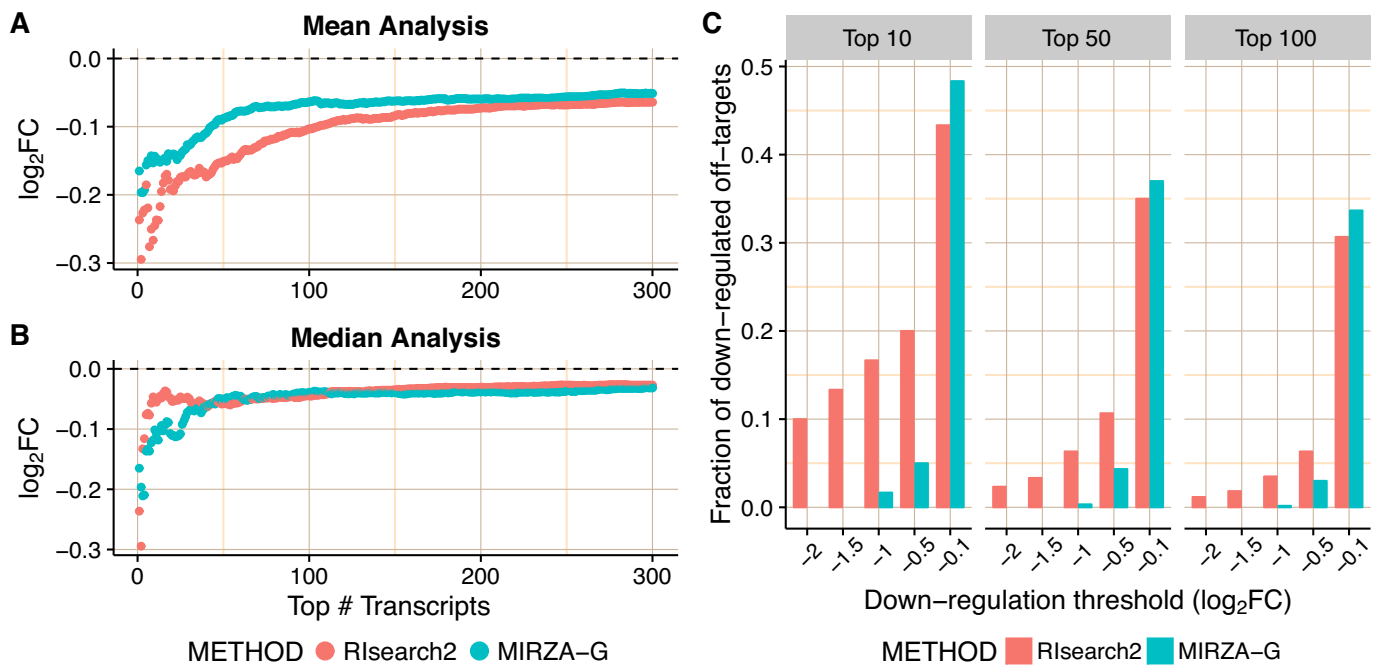 A
Mean Analysis
log₂FC
0.0
−0.1
−0.2
−0.3
0
100
200
300
B
Median Analysis
log₂FC
0.0
−0.1
−0.2
−0.3
0
100
200
300
Top # Transcripts
METHOD RIsearch2 MIRZA−G
C
Top 10
Top 50
Top 100
Fraction of down−regulated off−targets
0.5
0.4
0.3
0.2
0.1
0.0
−2 −1.5 −1 −0.5 −0.1
−2 −1.5 −1 −0.5 −0.1
−2 −1.5 −1 −0.5 −0.1
Down−regulation threshold (log₂FC)
METHOD RIsearch2 MIRZA−G